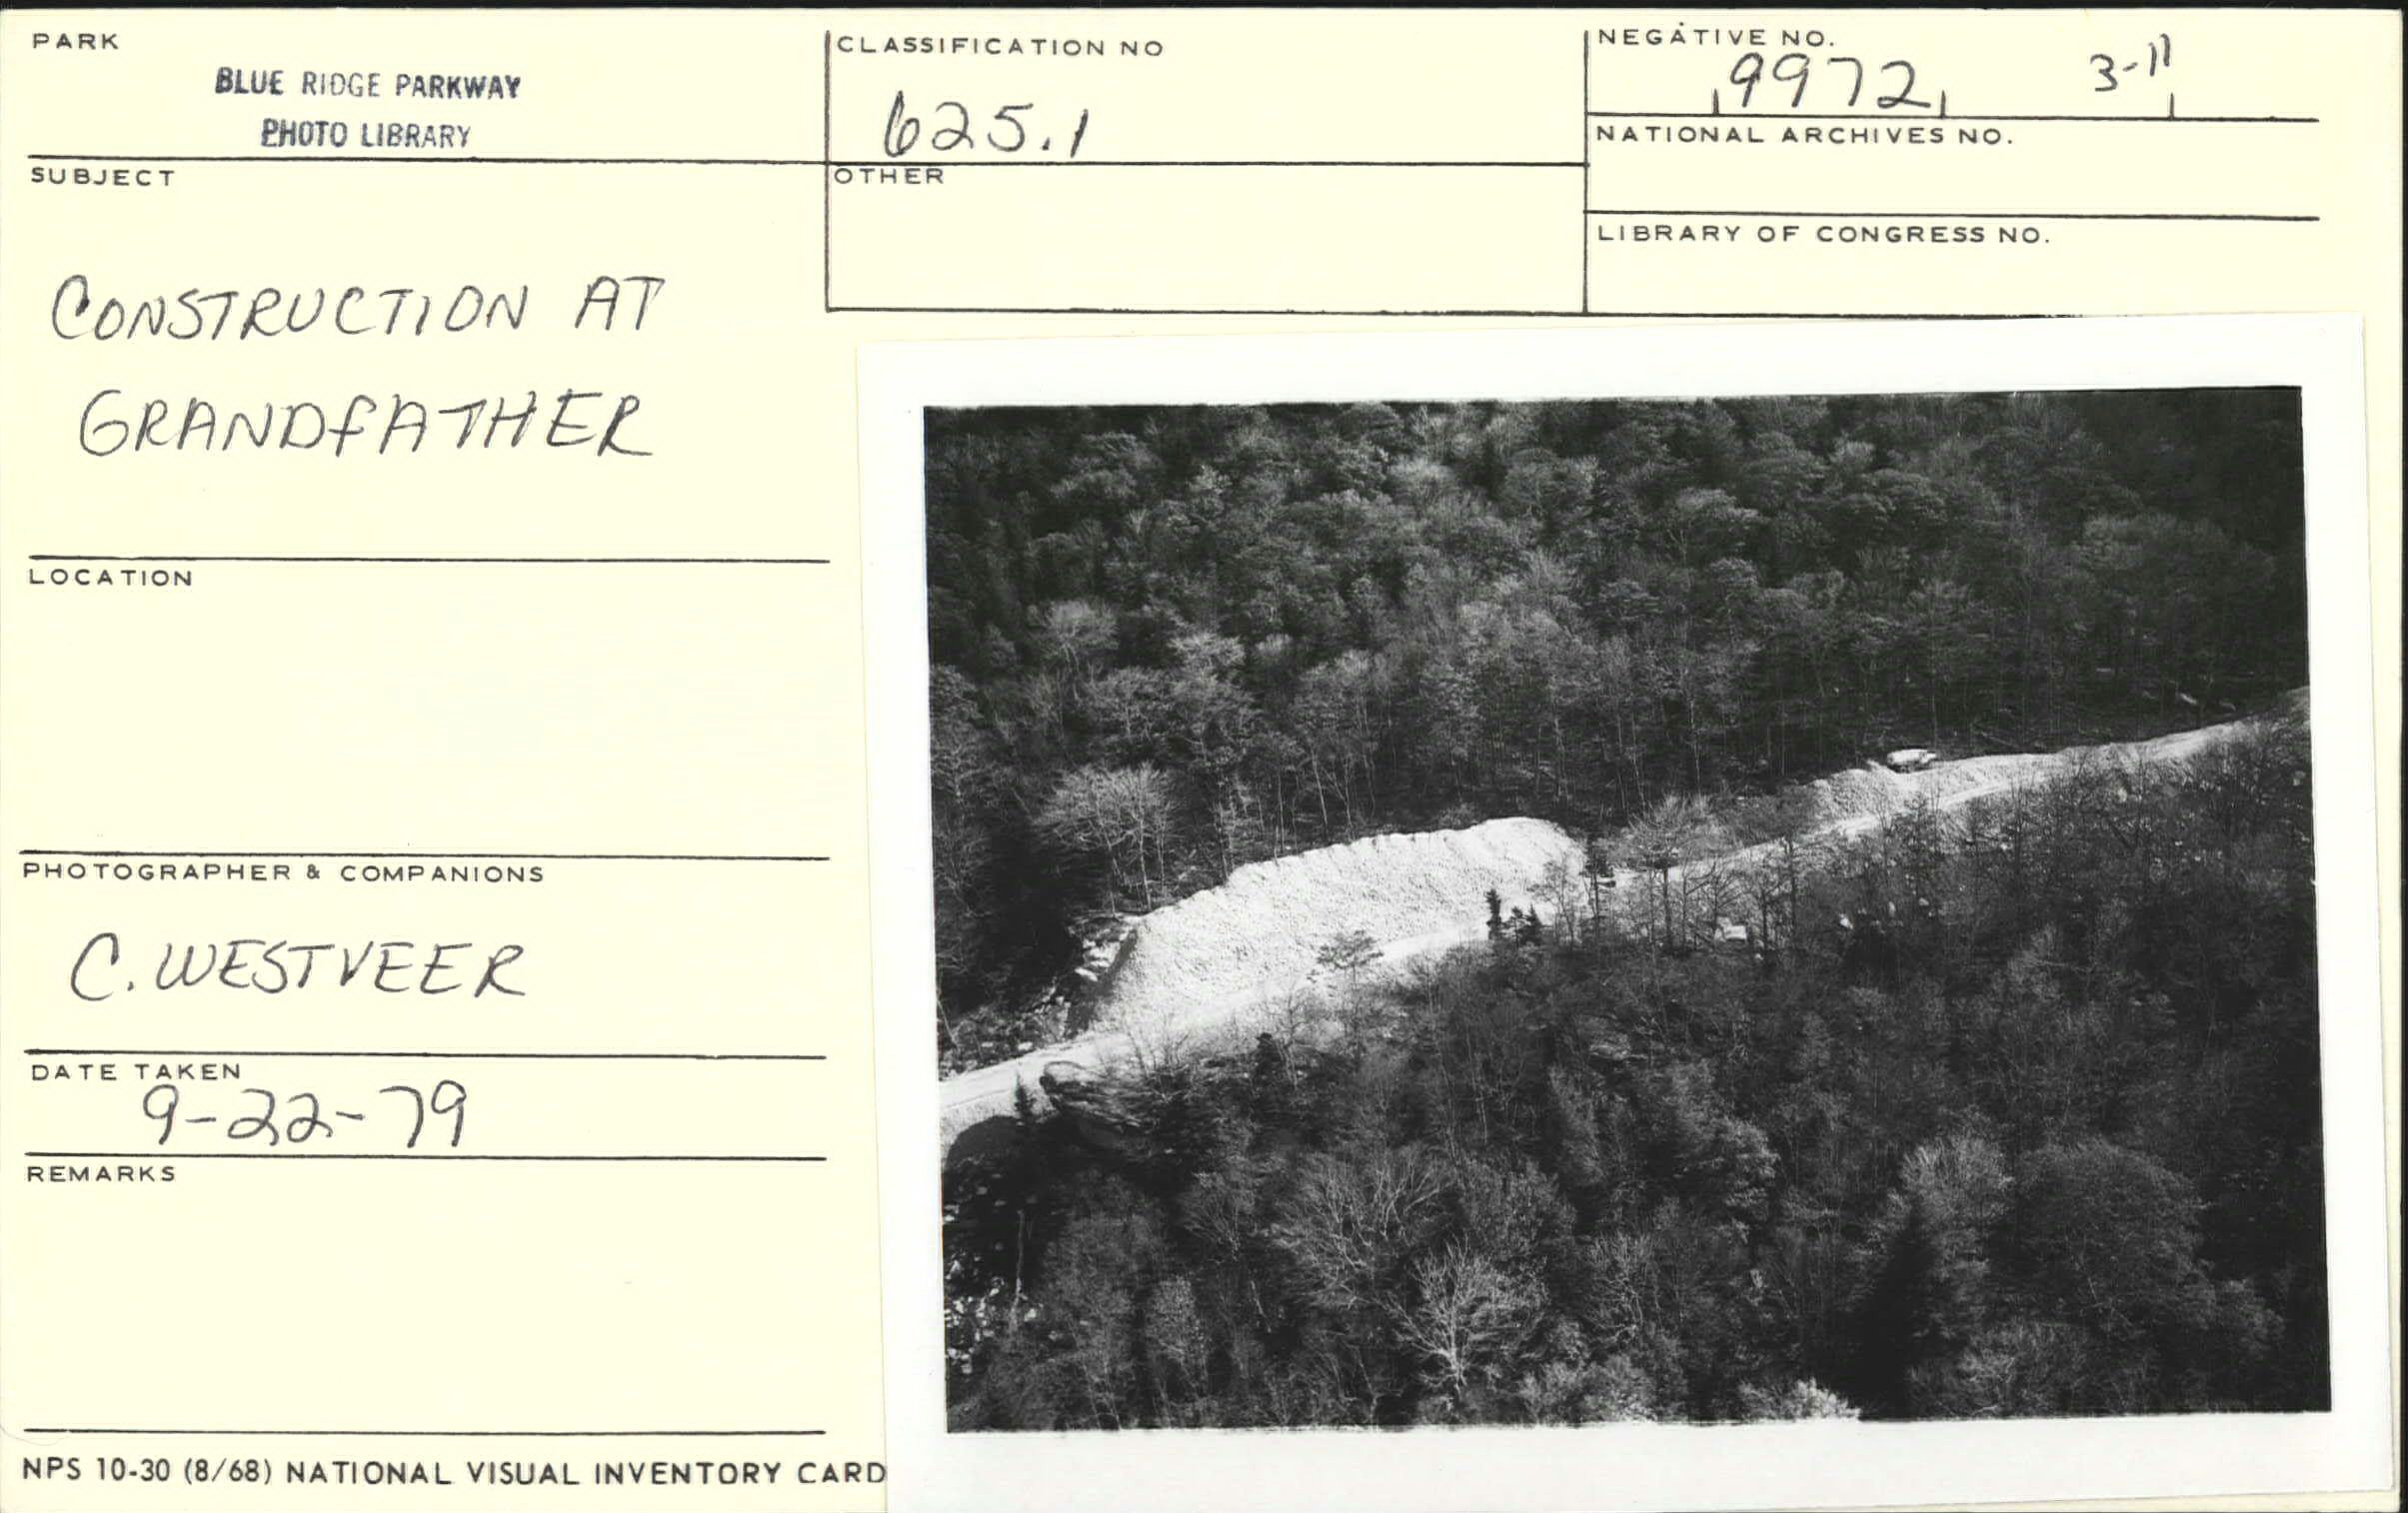 PARK
BLUE RIDGE PARKWAY
PHOTO LIBRARY
CLASSIFICATION NO
625.1
NEGATIVE NO.
9972 3-11
NATIONAL ARCHIVES NO.
SUBJECT
CONSTRUCTION AT
GRANDFATHER
OTHER
LIBRARY OF CONGRESS NO.
LOCATION
PHOTOGRAPHER & COMPANIONS
C. WESTVEER
DATE TAKEN
9-22-79
REMARKS
NPS 10-30 (8/68) NATIONAL VISUAL INVENTORY CARD